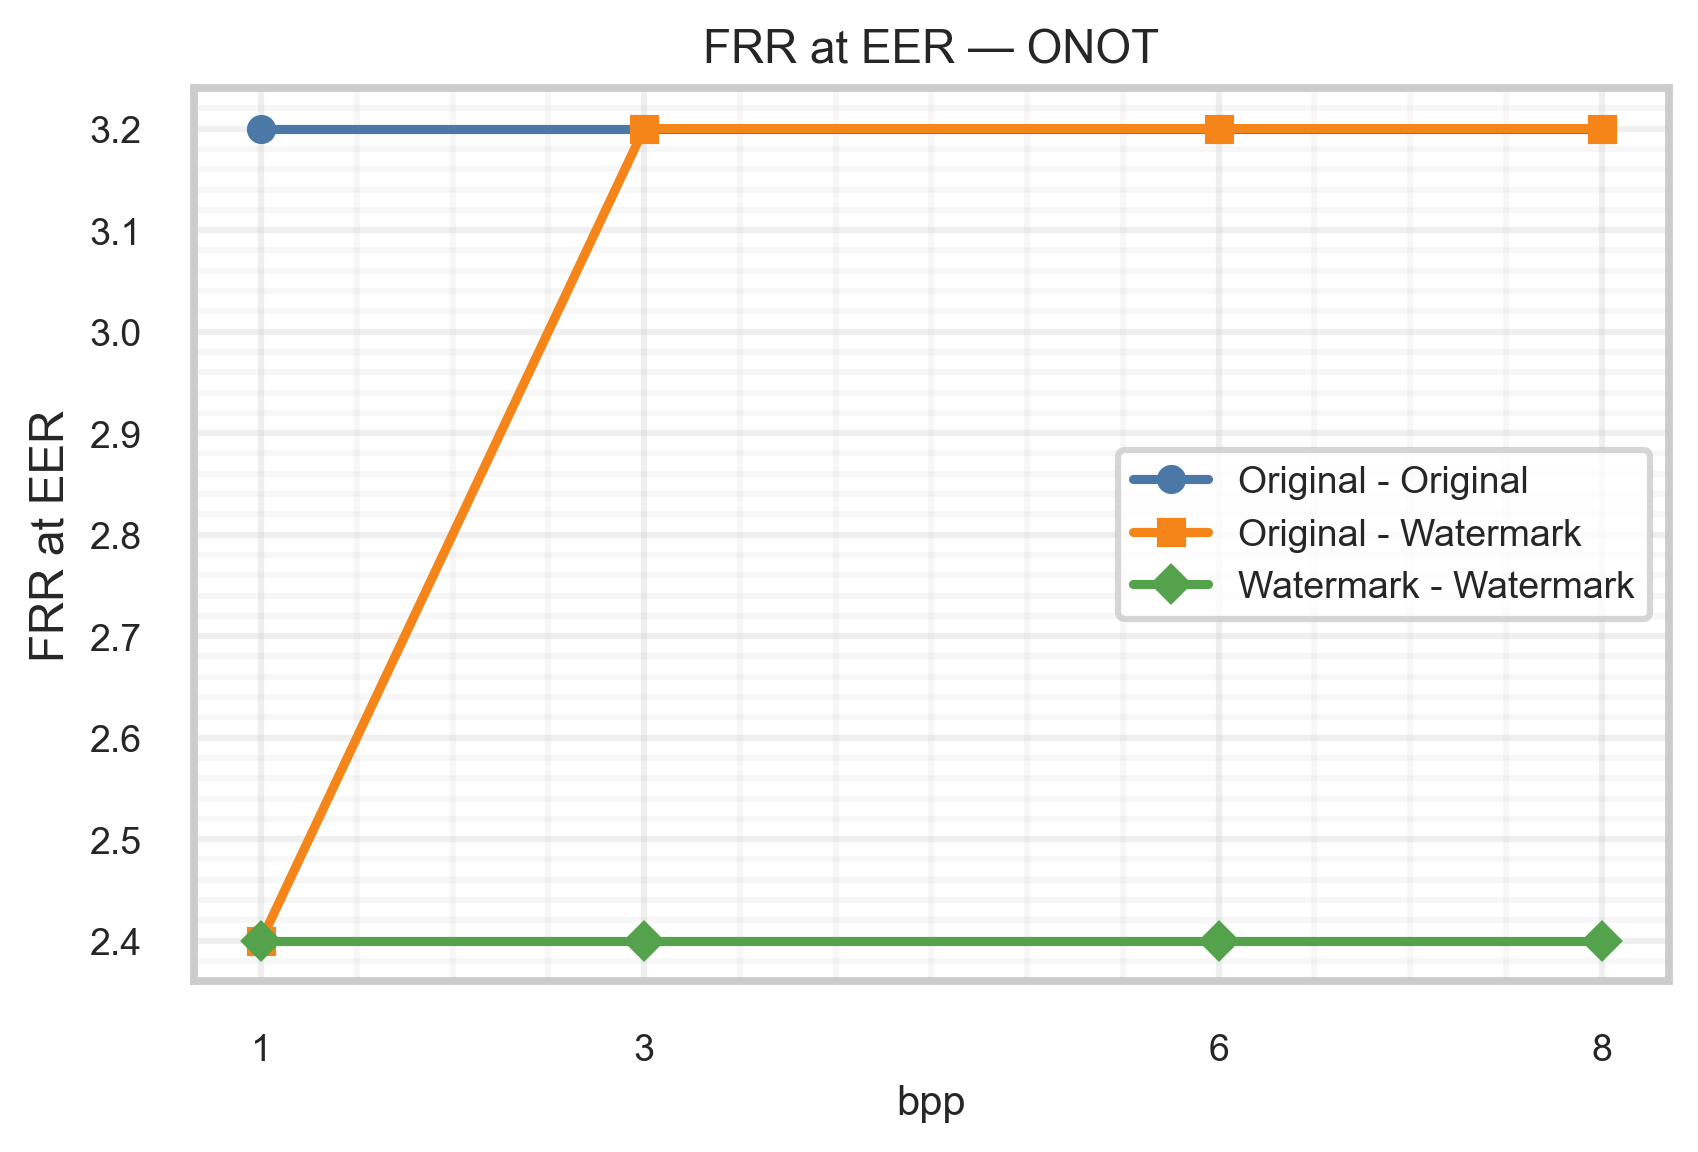 FRR at EER — ONOT
FRR at EER
3.2
3.1
3.0
2.9
2.8
2.7
2.6
2.5
2.4
Original - Original
Original - Watermark
Watermark - Watermark
1 3 6 8
bpp